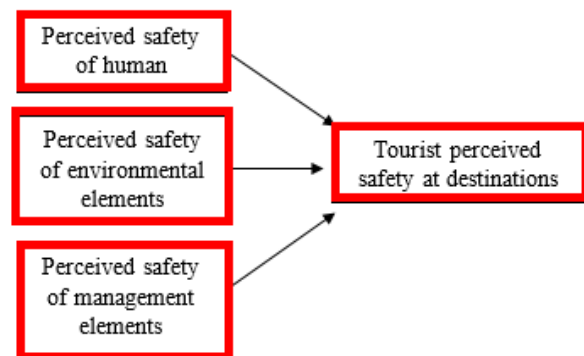 Perceived safety
of human
Perceived safety
of environmental
elements
Tourist perceived
safety at destinations
Perceived safety
of management
elements